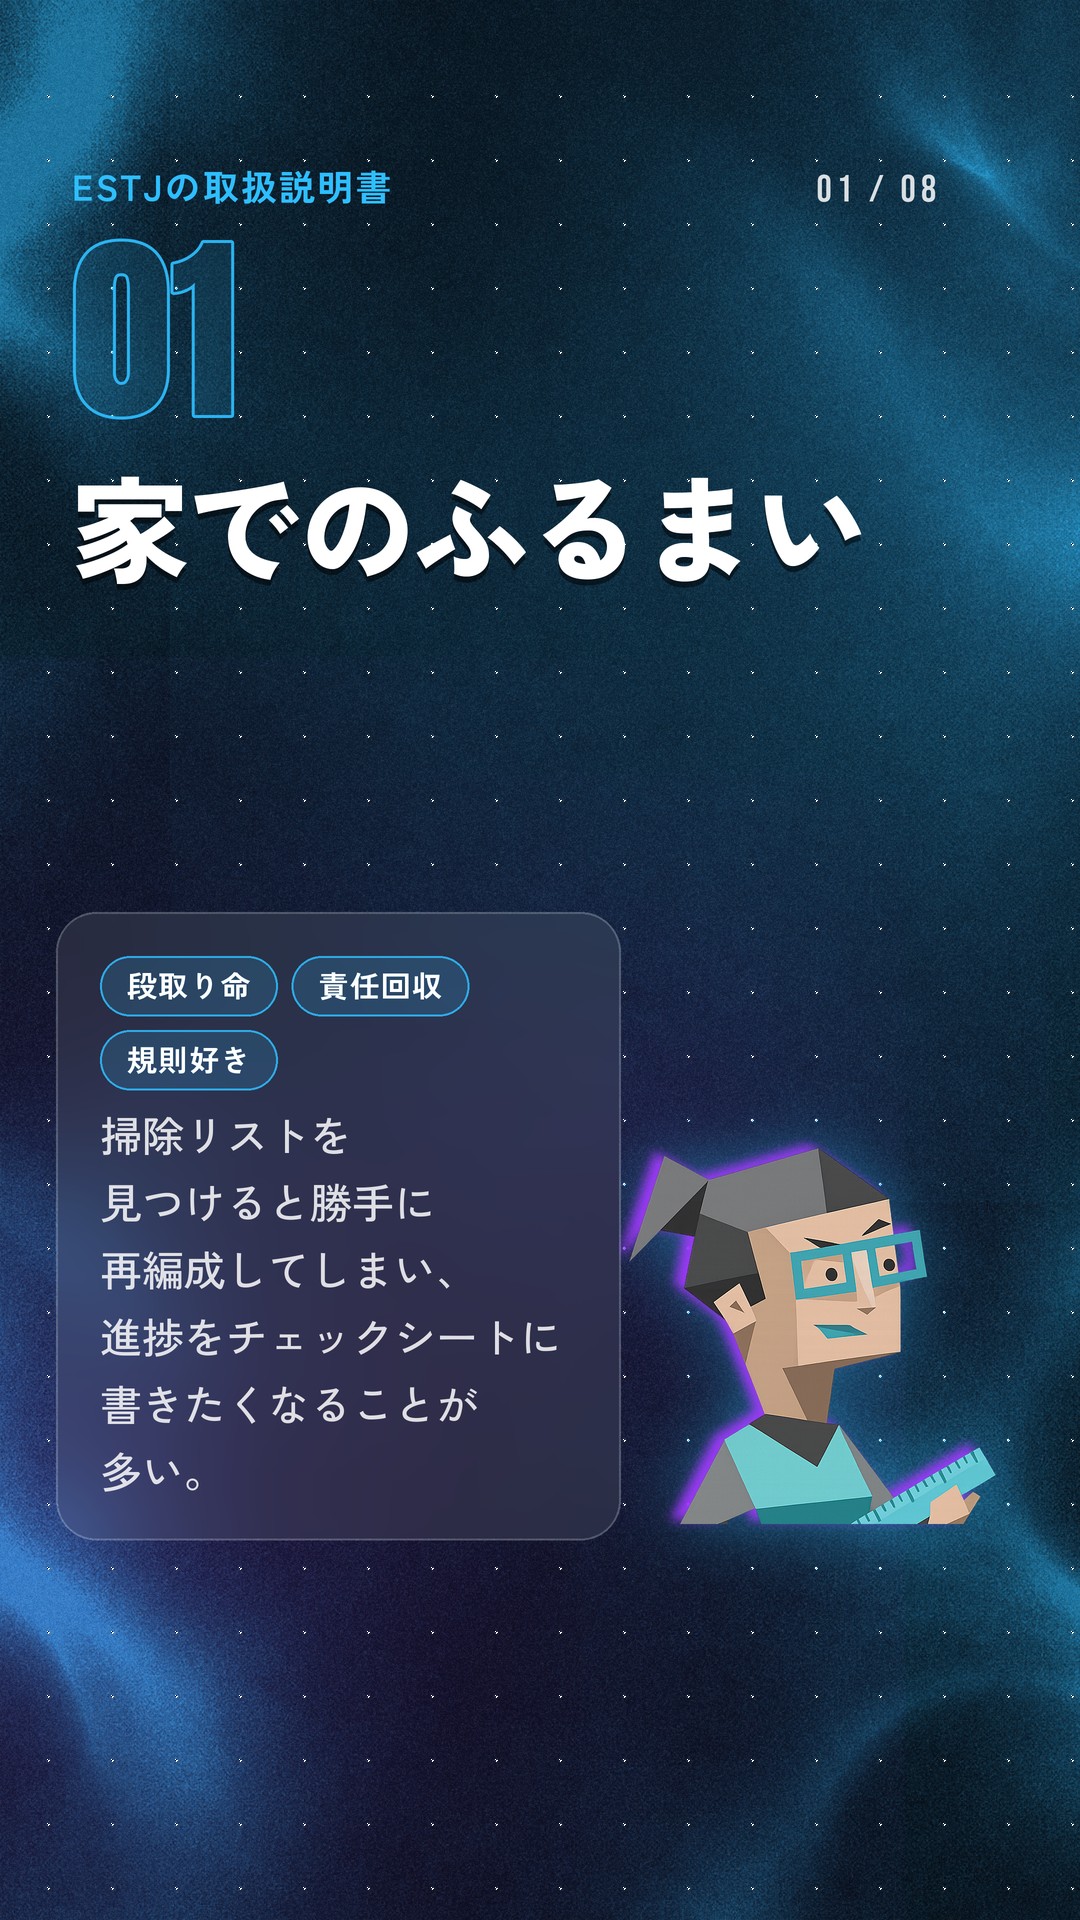 ESTJの取扱説明書
01 / 08
01
家でのふるまい
段取り命
責任回収
規則好き
掃除リストを
見つけると勝手に
再編成してしまい、
進捗をチェックシートに
書きたくなることが
多い。